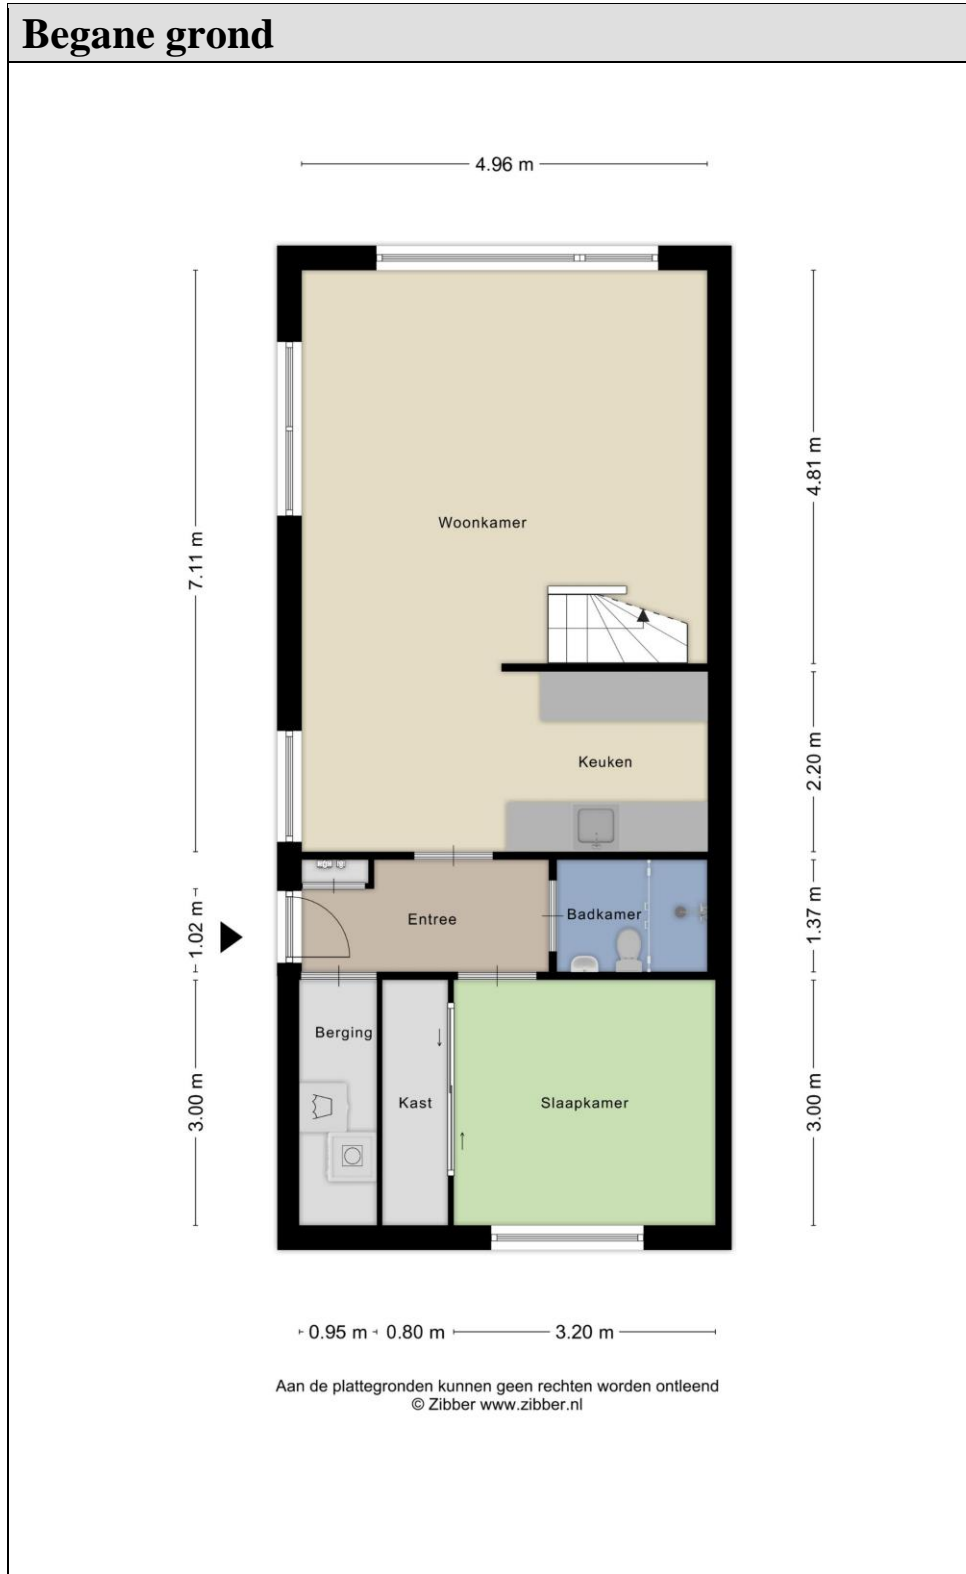 Begane grond
4.96 m
4.81 m
Woonkamer
7.11 m
Keuken
2.20 m
Entree
Badkamer
1.02 m
1.37 m
Berging
Kast
Slaapkamer
3.00 m
3.00 m
0.95 m
0.80 m
3.20 m
Aan de plattegronden kunnen geen rechten worden ontleend
© Zibber www.zibber.nl